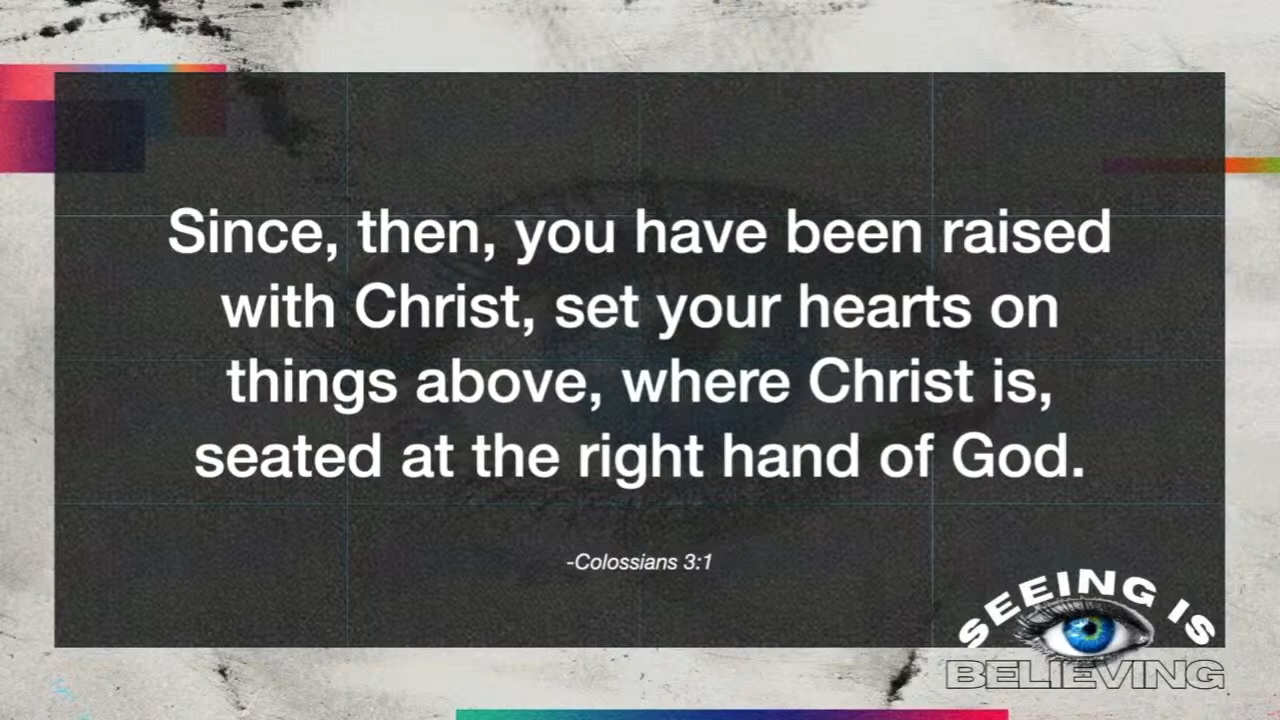 Since, then, you have been raised
with Christ, set your hearts on
things above, where Christ is,
seated at the right hand of God.
-Colossians 3:1
SEEING IS
BELIEVING